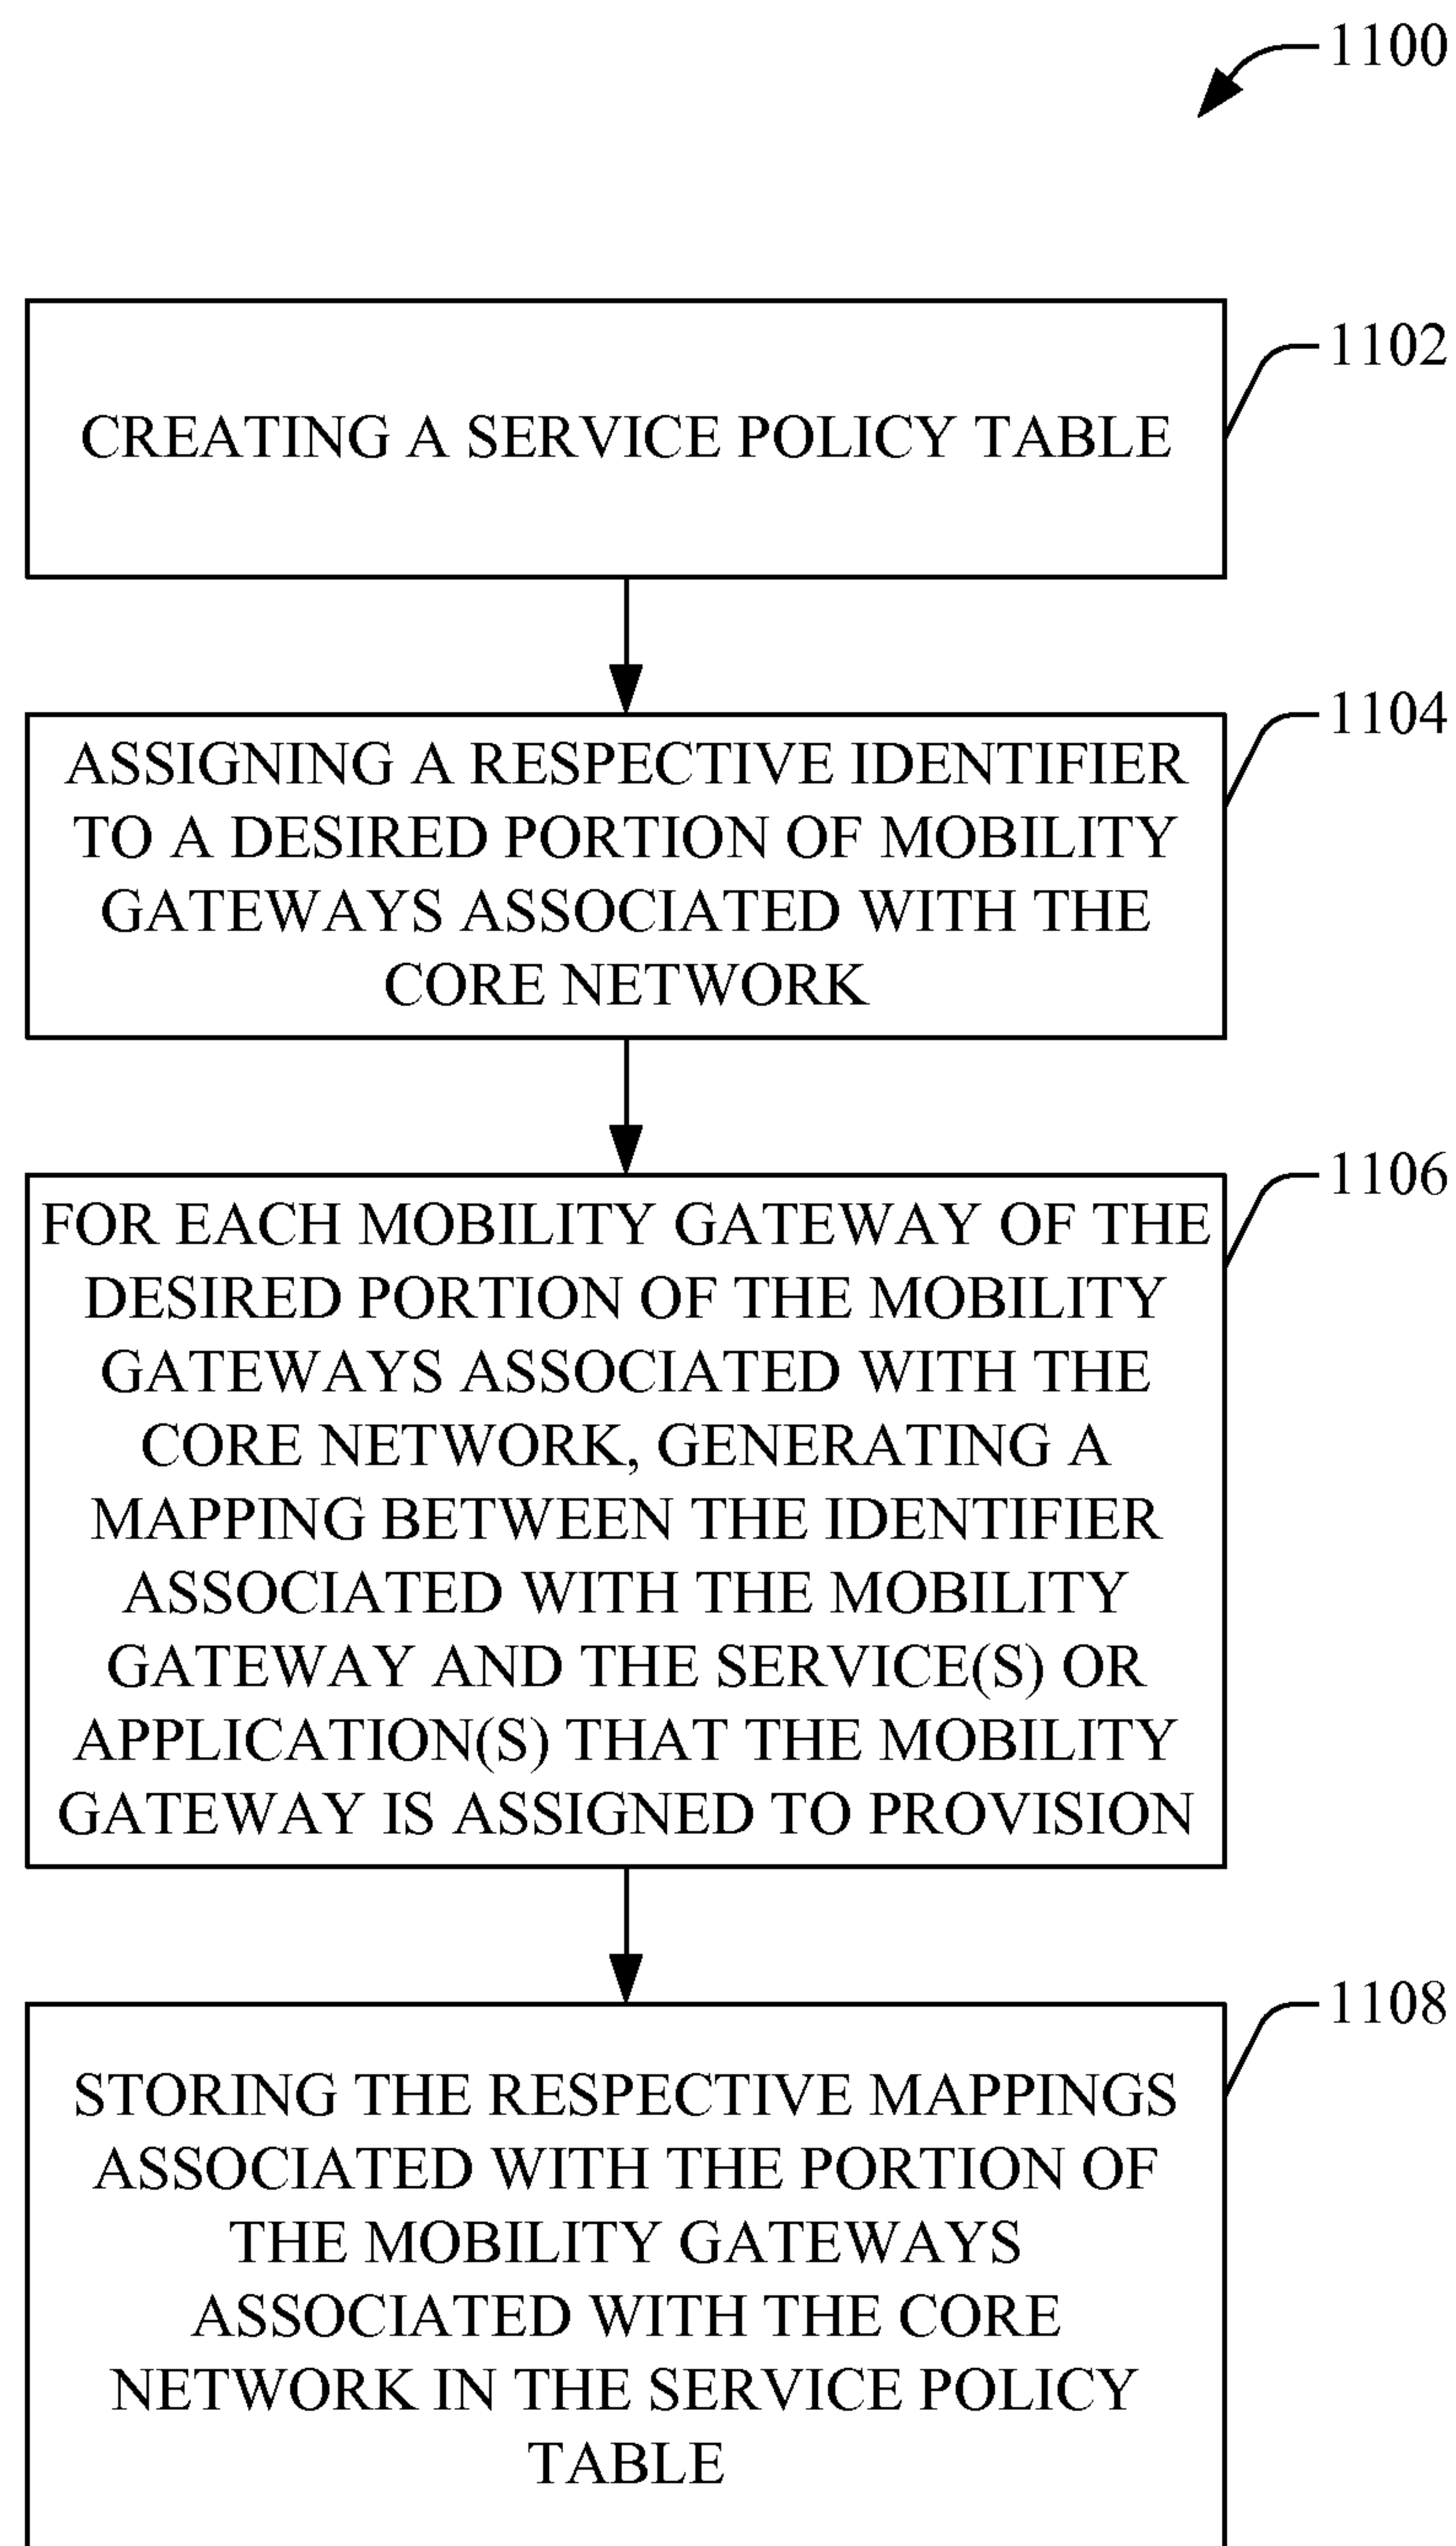 1100
1102
CREATING A SERVICE POLICY TABLE
1104
ASSIGNING A RESPECTIVE IDENTIFIER
TO A DESIRED PORTION OF MOBILITY
GATEWAYS ASSOCIATED WITH THE
CORE NETWORK
1106
FOR EACH MOBILITY GATEWAY OF THE
DESIRED PORTION OF THE MOBILITY
GATEWAYS ASSOCIATED WITH THE
CORE NETWORK, GENERATING A
MAPPING BETWEEN THE IDENTIFIER
ASSOCIATED WITH THE MOBILITY
GATEWAY AND THE SERVICE(S) OR
APPLICATION(S) THAT THE MOBILITY
GATEWAY IS ASSIGNED TO PROVISION
1108
STORING THE RESPECTIVE MAPPINGS
ASSOCIATED WITH THE PORTION OF
THE MOBILITY GATEWAYS
ASSOCIATED WITH THE CORE
NETWORK IN THE SERVICE POLICY
TABLE